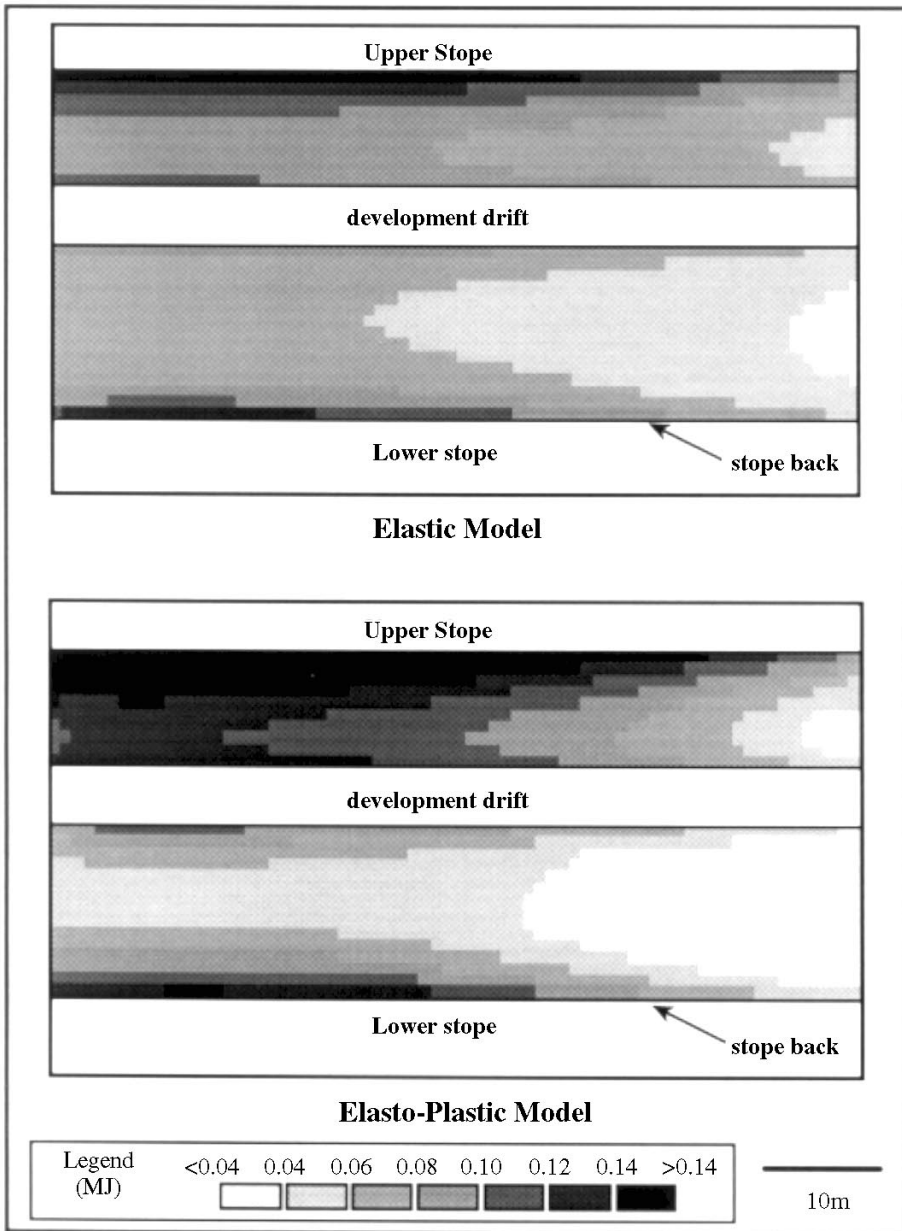 Upper Stope
development drift
Lower stope
stope back
Elastic Model
Upper Stope
development drift
Lower stope
stope back
Elasto-Plastic Model
Legend <0.04 0.04 0.06 0.08 0.10 0.12 0.14 >0.14
(MJ)
10m